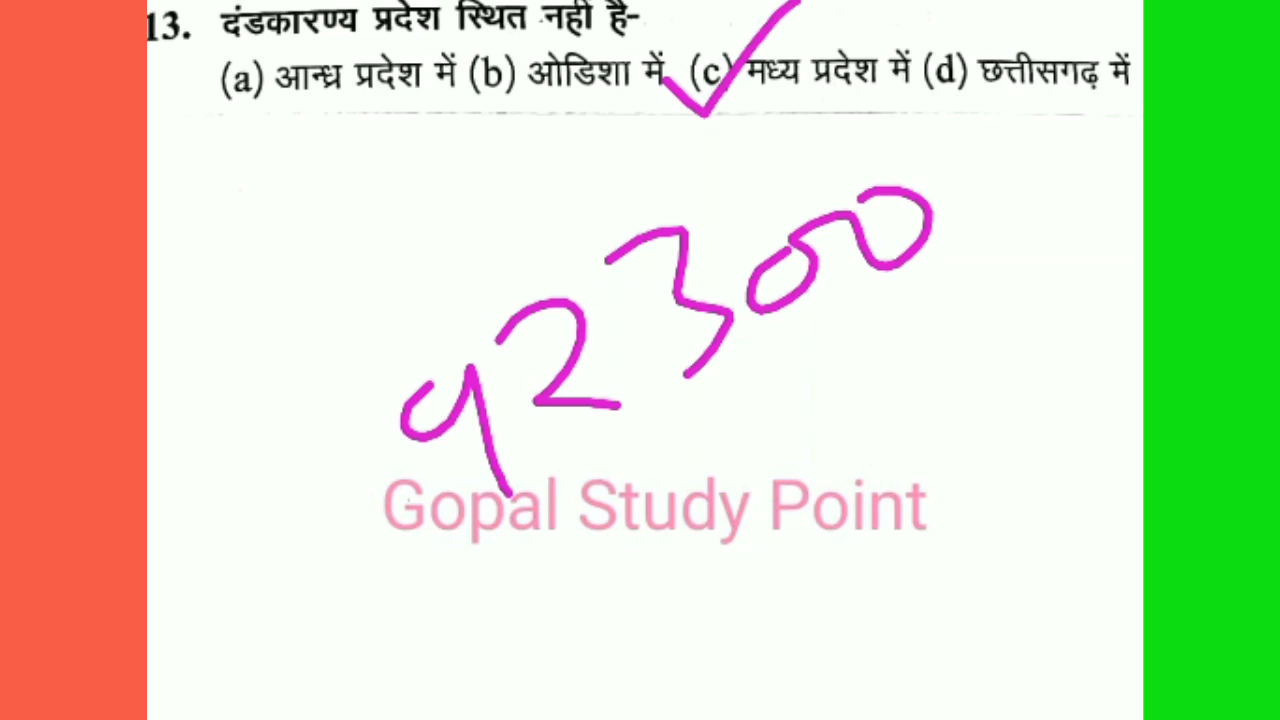 13. दंडकारण्य प्रदेश स्थित नहीं है-
(a) आन्ध्र प्रदेश में (b) ओडिशा में (c) मध्य प्रदेश में (d) छत्तीसगढ़ में
92300
Gopal Study Point